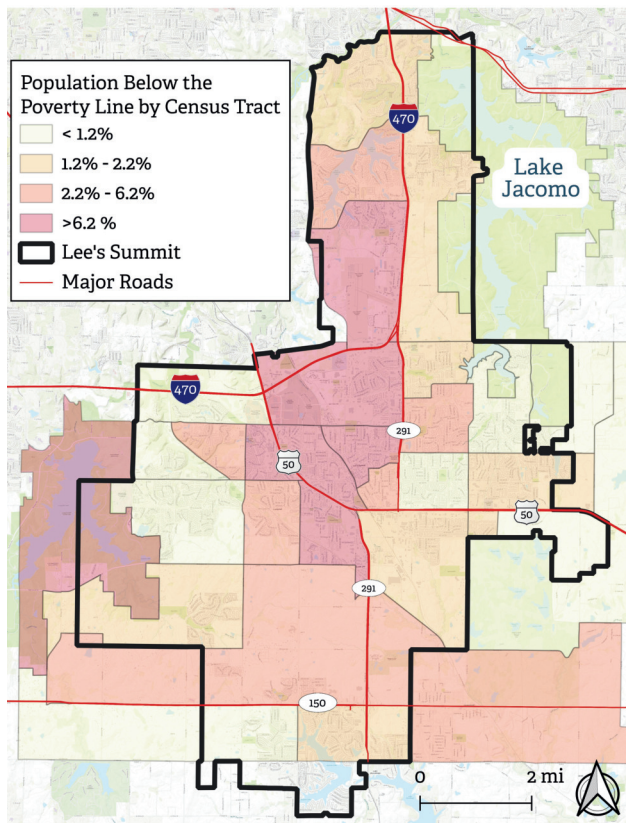 Population Below the
Poverty Line by Census Tract
< 1.2%
1.2% - 2.2%
2.2% - 6.2%
>6.2 %
Lee's Summit
Major Roads
470
Lake
Jacomo
470
291
50
50
291
150
0 2 mi